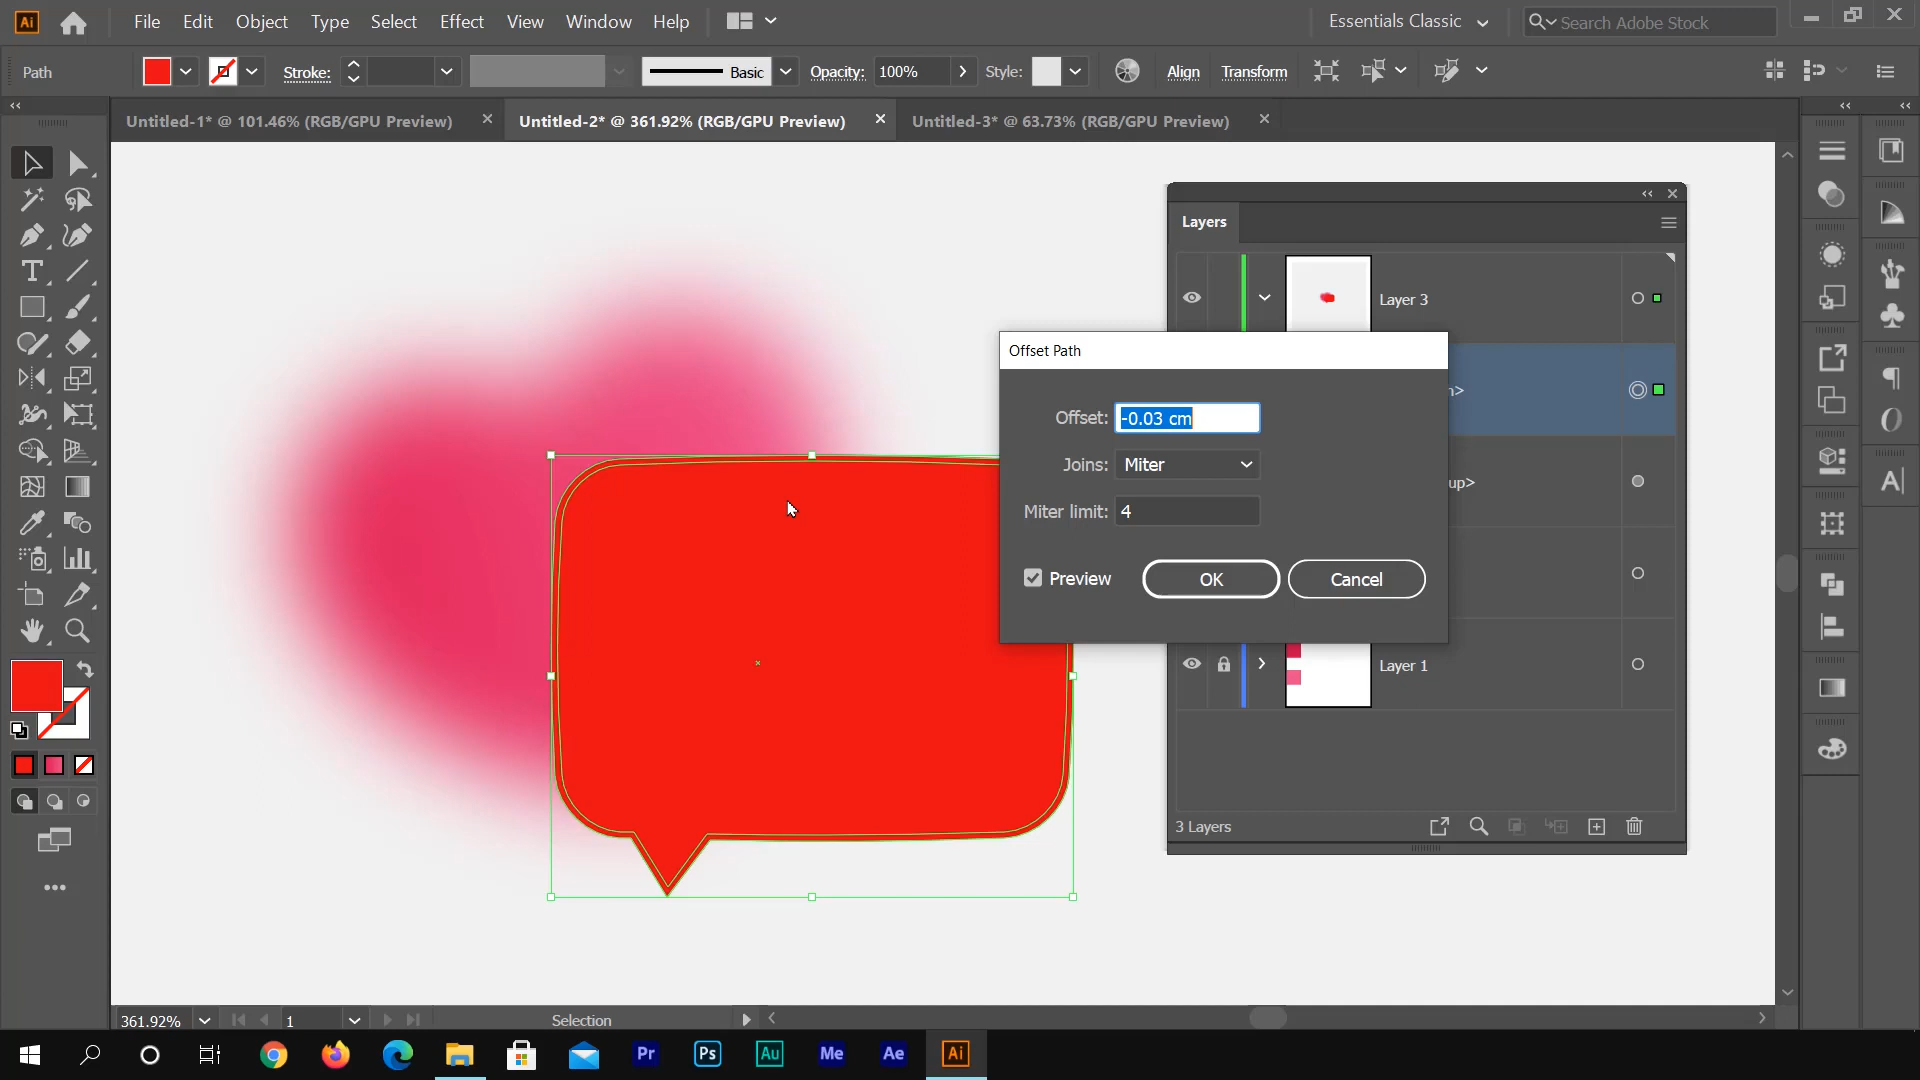 Ai File Edit Object Type Select Effect View Window Help Essentials Classic Search Adobe Stock
Path Stroke: Basic Opacity: 100% Style: Align Transform
Untitled-1* @ 101.46% (RGB/GPU Preview) Untitled-2* @ 361.92% (RGB/GPU Preview) Untitled-3* @ 63.73% (RGB/GPU Preview)
Layers
Layer 3
Offset Path
Offset: -0.03 cm
Joins: Miter
Miter limit: 4
Preview OK Cancel
Layer 1
3 Layers
361.92% 1 Selection
Pr Ps Au Me Ae Ai